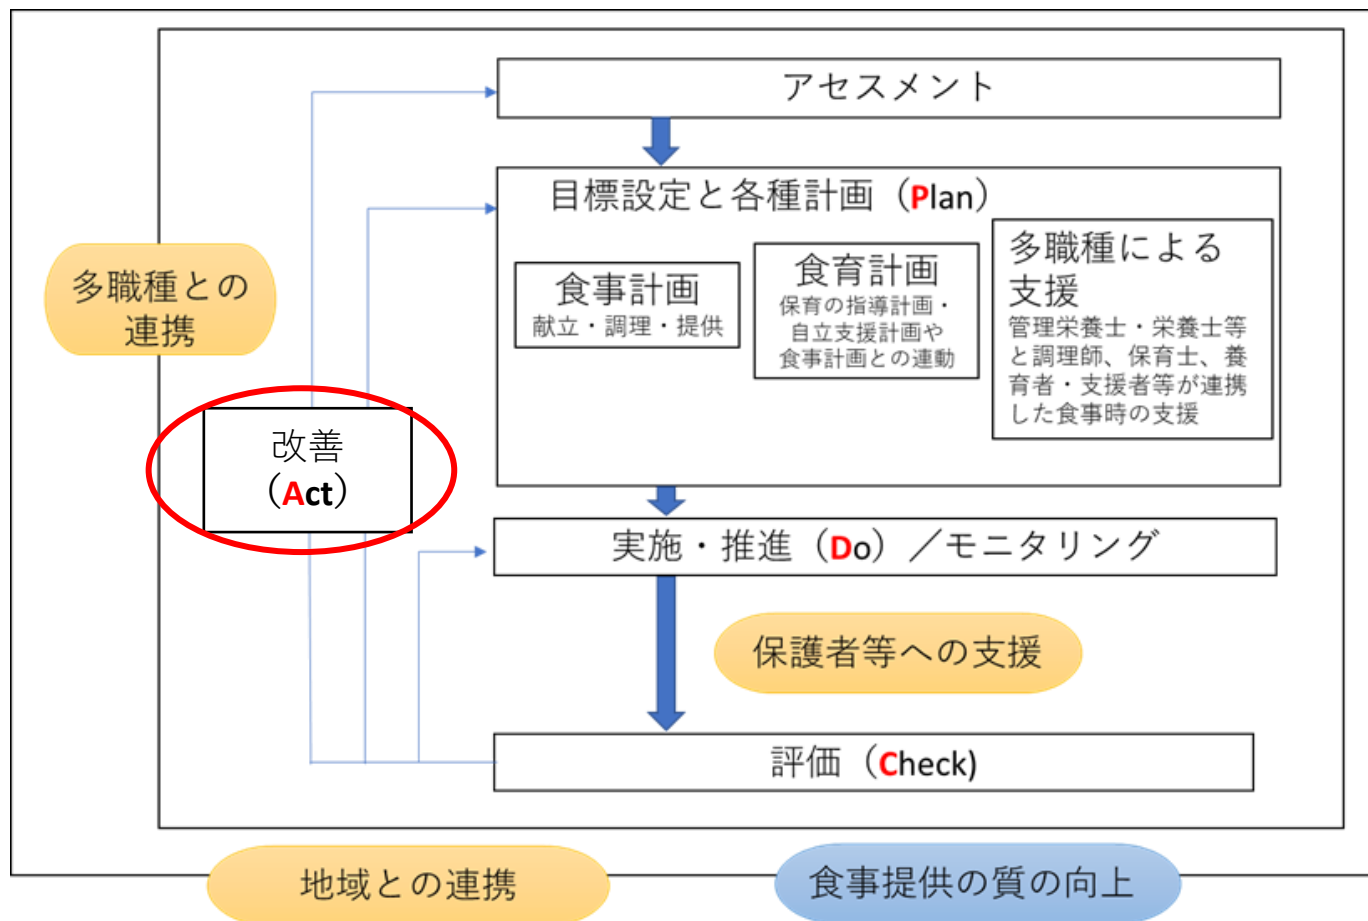 アセスメント
目標設定と各種計画（Plan）
食事計画
献立・調理・提供
食育計画
保育の指導計画・
自立支援計画や
食事計画との連動
多職種による
支援
管理栄養士・栄養士等
と調理師、保育士、養
育者・支援者等が連携
した食事時の支援
多職種との
連携
改善
（Act）
実施・推進（Do）／モニタリング
保護者等への支援
評価（Check)
地域との連携
食事提供の質の向上